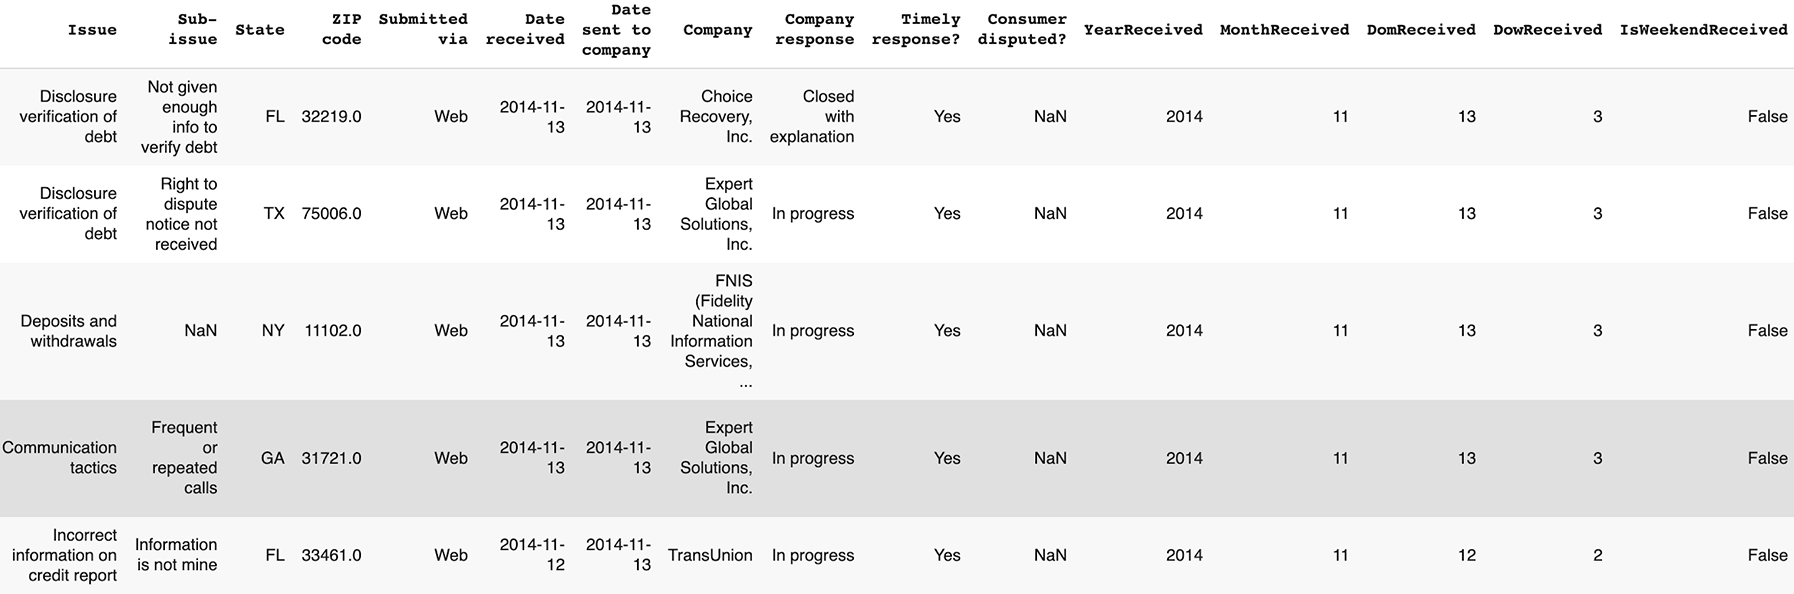 Issue Sub-issue State ZIP code Submitted via Date received Date sent to company Company Company response Timely response? Consumer disputed? YearReceived MonthReceived DomReceived DowReceived IsWeekendReceived
Disclosure verification of debt Not given enough info to verify debt FL 32219.0 Web 2014-11-13 2014-11-13 Choice Recovery, Inc. Closed with explanation Yes NaN 2014 11 13 3 False
Disclosure verification of debt Right to dispute notice not received TX 75006.0 Web 2014-11-13 2014-11-13 Expert Global Solutions, Inc. In progress Yes NaN 2014 11 13 3 False
Deposits and withdrawals NaN NY 11102.0 Web 2014-11-13 2014-11-13 FNIS (Fidelity National Information Services, ... In progress Yes NaN 2014 11 13 3 False
Communication tactics Frequent or repeated calls GA 31721.0 Web 2014-11-13 2014-11-13 Expert Global Solutions, Inc. In progress Yes NaN 2014 11 13 3 False
Incorrect information on credit report Information is not mine FL 33461.0 Web 2014-11-12 2014-11-13 TransUnion In progress Yes NaN 2014 11 12 2 False